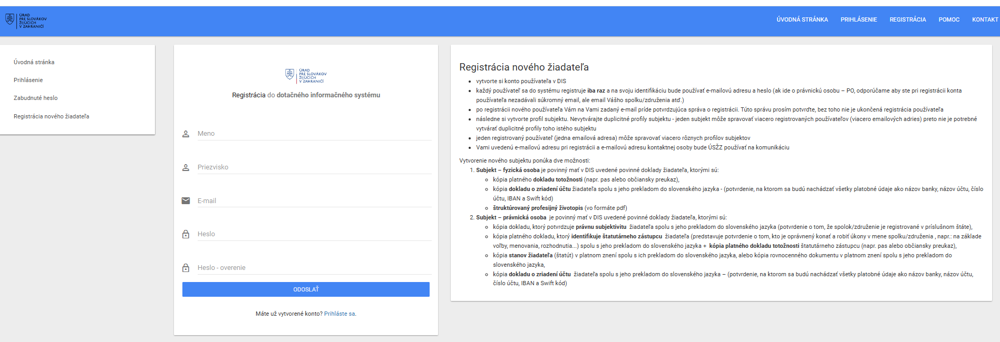 ÚRAD
PRE SLOVÁKOV
ŽIJÚCICH
V ZAHRANIČÍ
ÚVODNÁ STRÁNKA PRIHLÁSENIE REGISTRÁCIA POMOC KONTAKT
Úvodná stránka
Prihlásenie
Zabudnuté heslo
Registrácia nového žiadateľa
ÚRAD
PRE SLOVÁKOV
ŽIJÚCICH
V ZAHRANIČÍ
Registrácia do dotačného informačného systému
Meno
Priezvisko
E-mail
Heslo
Heslo - overenie
ODOSLAŤ
Máte už vytvorené konto? Prihláste sa.
Registrácia nového žiadateľa
• vytvorte si konto používateľa v DIS
• každý používateľ sa do systému registruje iba raz a na svoju identifikáciu bude používať e-mailovú adresu a heslo (ak ide o právnickú osobu – PO, odporúčame aby ste pri registrácii konta
používateľa nezadávali súkromný email, ale email Vášho spolku/združenia atď.)
• po registrácii nového používateľa Vám na Vami zadaný e-mail príde potvrdzujúca správa o registrácii. Túto správu prosím potvrďte, bez toho nie je ukončená registrácia používateľa
• následne si vytvorte profil subjektu. Nevytvárajte duplicitné profily subjektu - jeden subjekt môže spravovať viacero registrovaných používateľov (viacero emailových adries) preto nie je potrebné
vytvárať duplicitné profily toho istého subjektu
• jeden registrovaný používateľ (jedna emailová adresa) môže spravovať viacero rôznych profilov subjektov
• Vami uvedenú e-mailovú adresu pri registrácii a e-mailovú adresu kontaktnej osoby bude ÚSŽZ používať na komunikáciu
Vytvorenie nového subjektu ponúka dve možnosti:
1. Subjekt – fyzická osoba je povinný mať v DIS uvedené povinné doklady žiadateľa, ktorými sú:
◦ kópia platného dokladu totožnosti (napr. pas alebo občiansky preukaz),
◦ kópia dokladu o zriadení účtu žiadateľa spolu s jeho prekladom do slovenského jazyka - (potvrdenie, na ktorom sa budú nachádzať všetky platobné údaje ako názov banky, názov účtu, číslo
účtu, IBAN a Swift kód)
◦ štruktúrovaný profesijný životopis (vo formáte pdf)
2. Subjekt – právnická osoba je povinný mať v DIS uvedené povinné doklady žiadateľa, ktorými sú:
◦ kópia dokladu, ktorý potvrdzuje právnu subjektivitu žiadateľa spolu s jeho prekladom do slovenského jazyka (potvrdenie o tom, že spolok/združenie je registrované v príslušnom štáte),
◦ kópia platného dokladu, ktorý identifikuje štatutárneho zástupcu žiadateľa (predstavuje potvrdenie o tom, kto je oprávnený konať a robiť úkony v mene spolku/združenia , napr.: na základe
voľby, menovania, rozhodnutia...) spolu s jeho prekladom do slovenského jazyka + kópia platného dokladu totožnosti štatutárneho zástupcu (napr. pas alebo občiansky preukaz),
◦ kópia stanov žiadateľa (štatút) v platnom znení spolu s ich prekladom do slovenského jazyka, alebo kópia rovnocenného dokumentu v platnom znení spolu s jeho prekladom do
slovenského jazyka,
◦ kópia dokladu o zriadení účtu žiadateľa spolu s jeho prekladom do slovenského jazyka – (potvrdenie, na ktorom sa budú nachádzať všetky platobné údaje ako názov banky, názov účtu,
číslo účtu, IBAN a Swift kód)